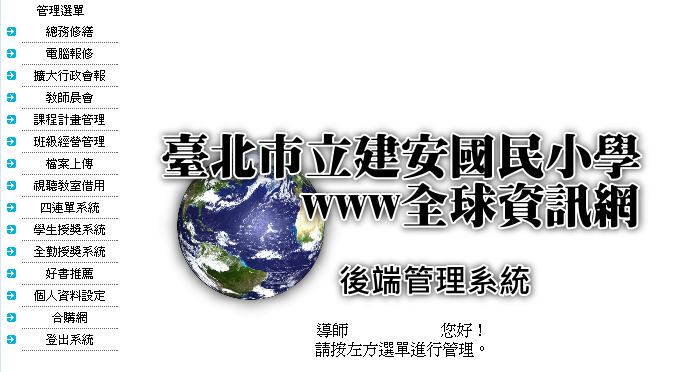 管理選單
總務修繕
電腦報修
擴大行政會報
教師晨會
課程計畫管理
班級經營管理
檔案上傳
視聽教室借用
四連單系統
學生授獎系統
全勤授獎系統
好書推薦
個人資料設定
合購網
登出系統
臺北市立建安國民小學
www全球資訊網
後端管理系統
導師 您好！
請按左方選單進行管理。